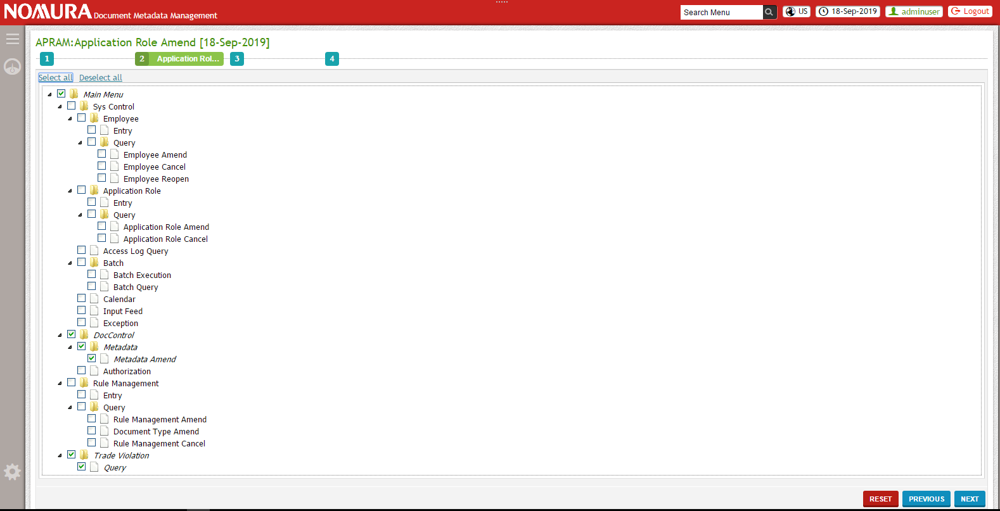 NOMURA Document Metadata Management
Search Menu US 18-Sep-2019 adminuser Logout
APRAM:Application Role Amend [18-Sep-2019]
1 2 Application Rol... 3 4
Select all Deselect all
Main Menu
Sys Control
Employee
Entry
Query
Employee Amend
Employee Cancel
Employee Reopen
Application Role
Entry
Query
Application Role Amend
Application Role Cancel
Access Log Query
Batch
Batch Execution
Batch Query
Calendar
Input Feed
Exception
DocControl
Metadata
Metadata Amend
Authorization
Rule Management
Entry
Query
Rule Management Amend
Document Type Amend
Rule Management Cancel
Trade Violation
Query
RESET PREVIOUS NEXT